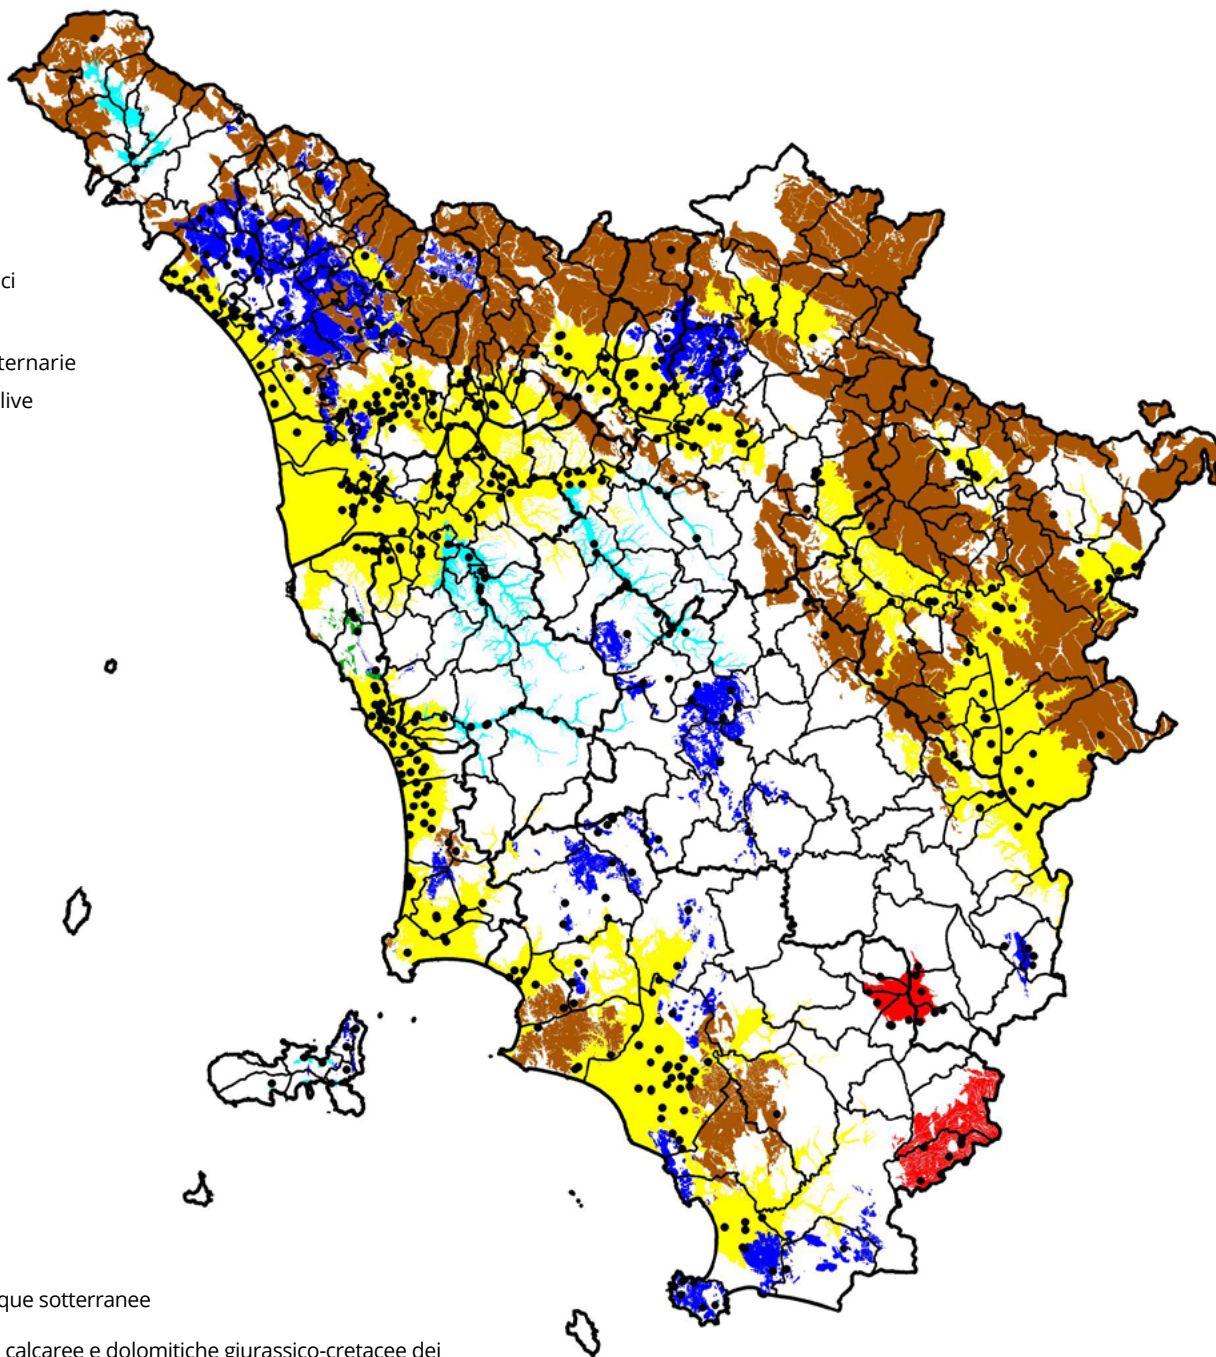 ci
ternarie
live
que sotterranee
calcaree e dolomitiche giurassico-cretacee dei